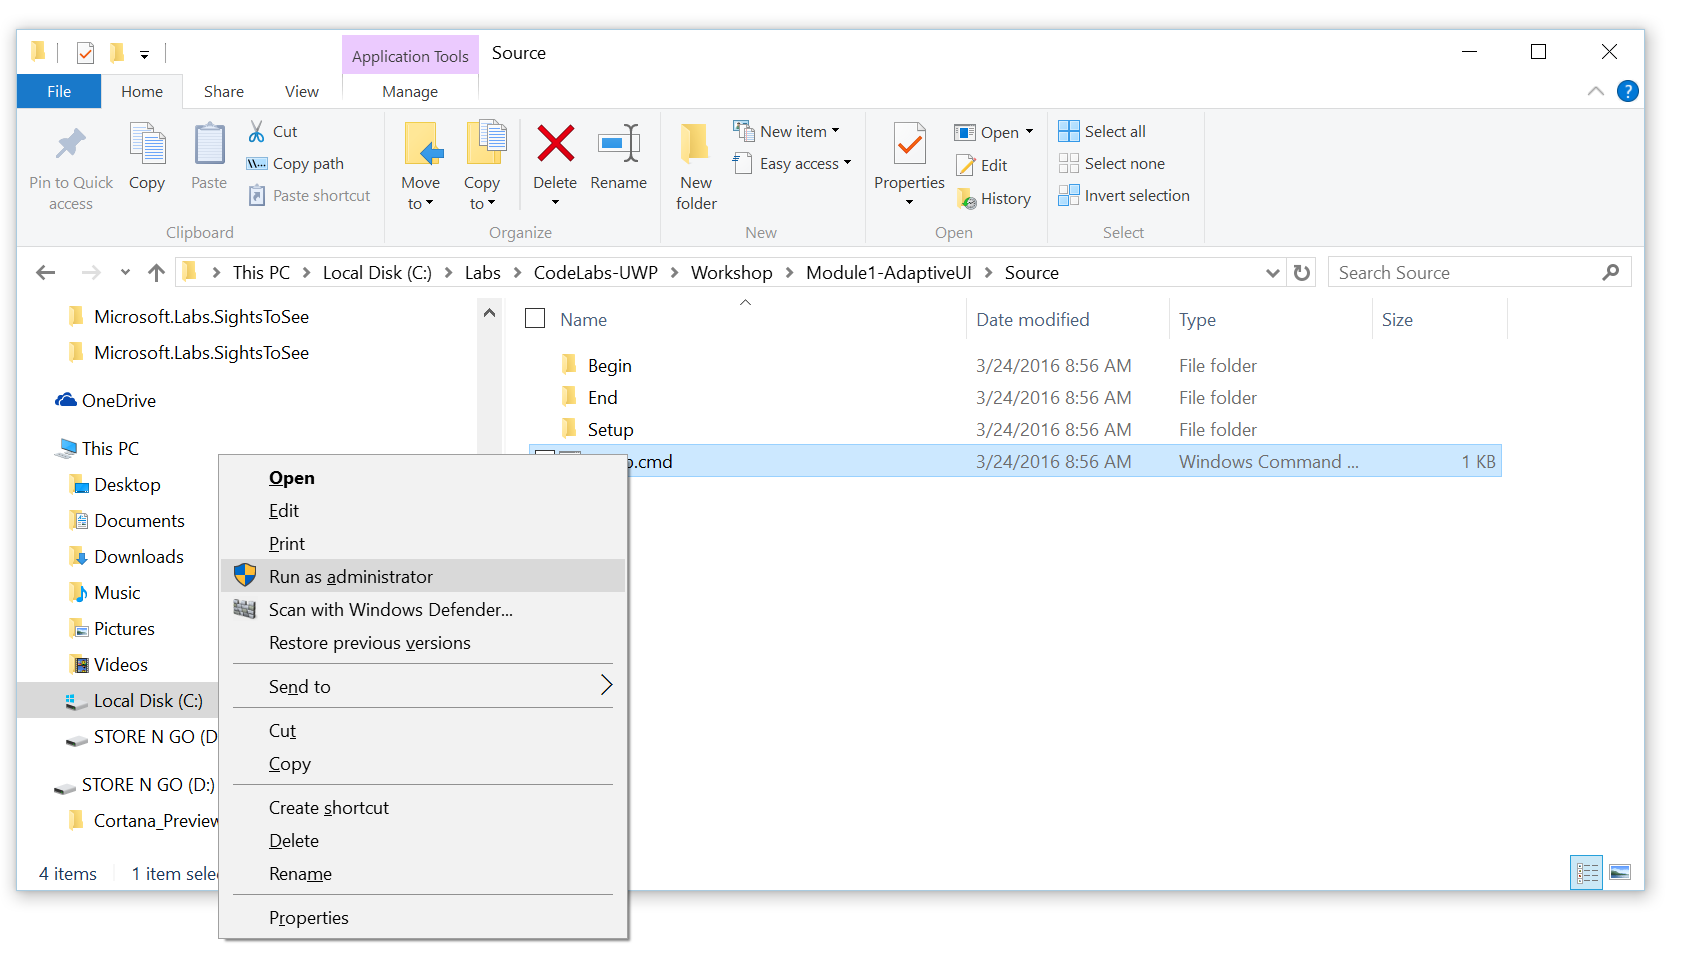 Application Tools
Source
File
Home
Share
View
Manage
?
Pin to Quick access
Copy
Paste
Cut
Copy path
Paste shortcut
Clipboard
Move to
Copy to
Delete
Rename
Organize
New folder
New item
Easy access
New
Properties
Open
Edit
History
Open
Select all
Select none
Invert selection
Select
This PC
Local Disk (C:)
Labs
CodeLabs-UWP
Workshop
Module1-AdaptiveUI
Source
Search Source
Microsoft.Labs.SightsToSee
Microsoft.Labs.SightsToSee
OneDrive
This PC
Desktop
Documents
Downloads
Music
Pictures
Videos
Local Disk (C:)
STORE N GO (D
STORE N GO (D:)
Cortana_Preview
Name
Date modified
Type
Size
Begin
3/24/2016 8:56 AM
File folder
End
3/24/2016 8:56 AM
File folder
Setup
3/24/2016 8:56 AM
File folder
.cmd
3/24/2016 8:56 AM
Windows Command ...
1 KB
Open
Edit
Print
Run as administrator
Scan with Windows Defender...
Restore previous versions
Send to
Cut
Copy
Create shortcut
Delete
Rename
Properties
4 items
1 item sele